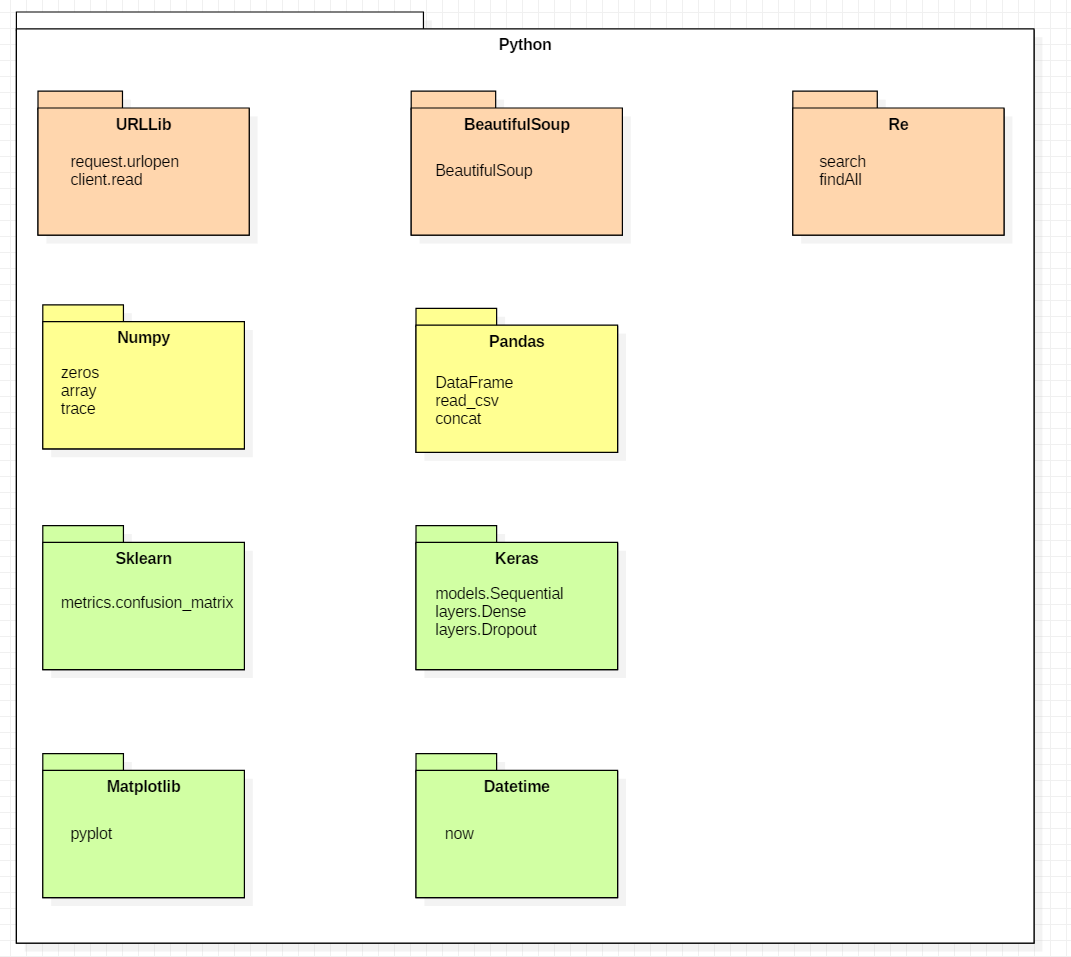 Python
URLLib
request.urlopen
client.read
BeautifulSoup
BeautifulSoup
Re
search
findAll
Numpy
zeros
array
trace
Pandas
DataFrame
read_csv
concat
Sklearn
metrics.confusion_matrix
Keras
models.Sequential
layers.Dense
layers.Dropout
Matplotlib
pyplot
Datetime
now